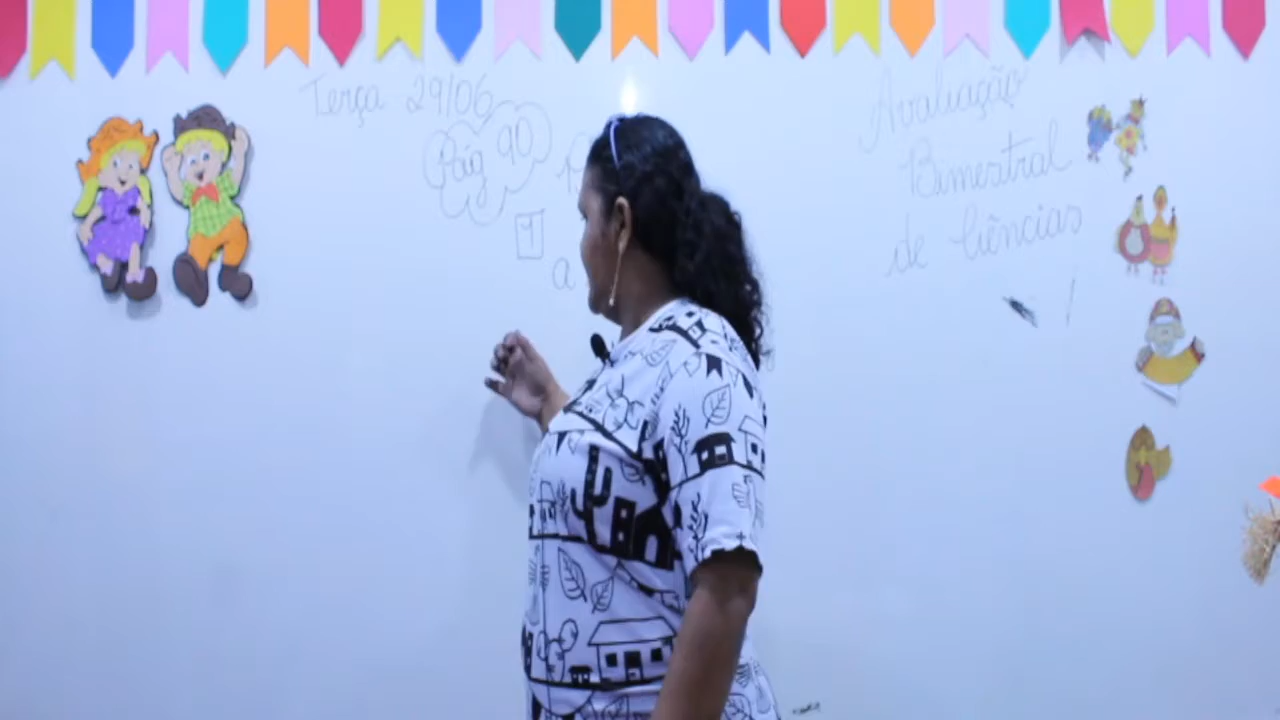 Terça 29/06
Pág 90
1
a
Avaliação
Bimestral
de Ciências